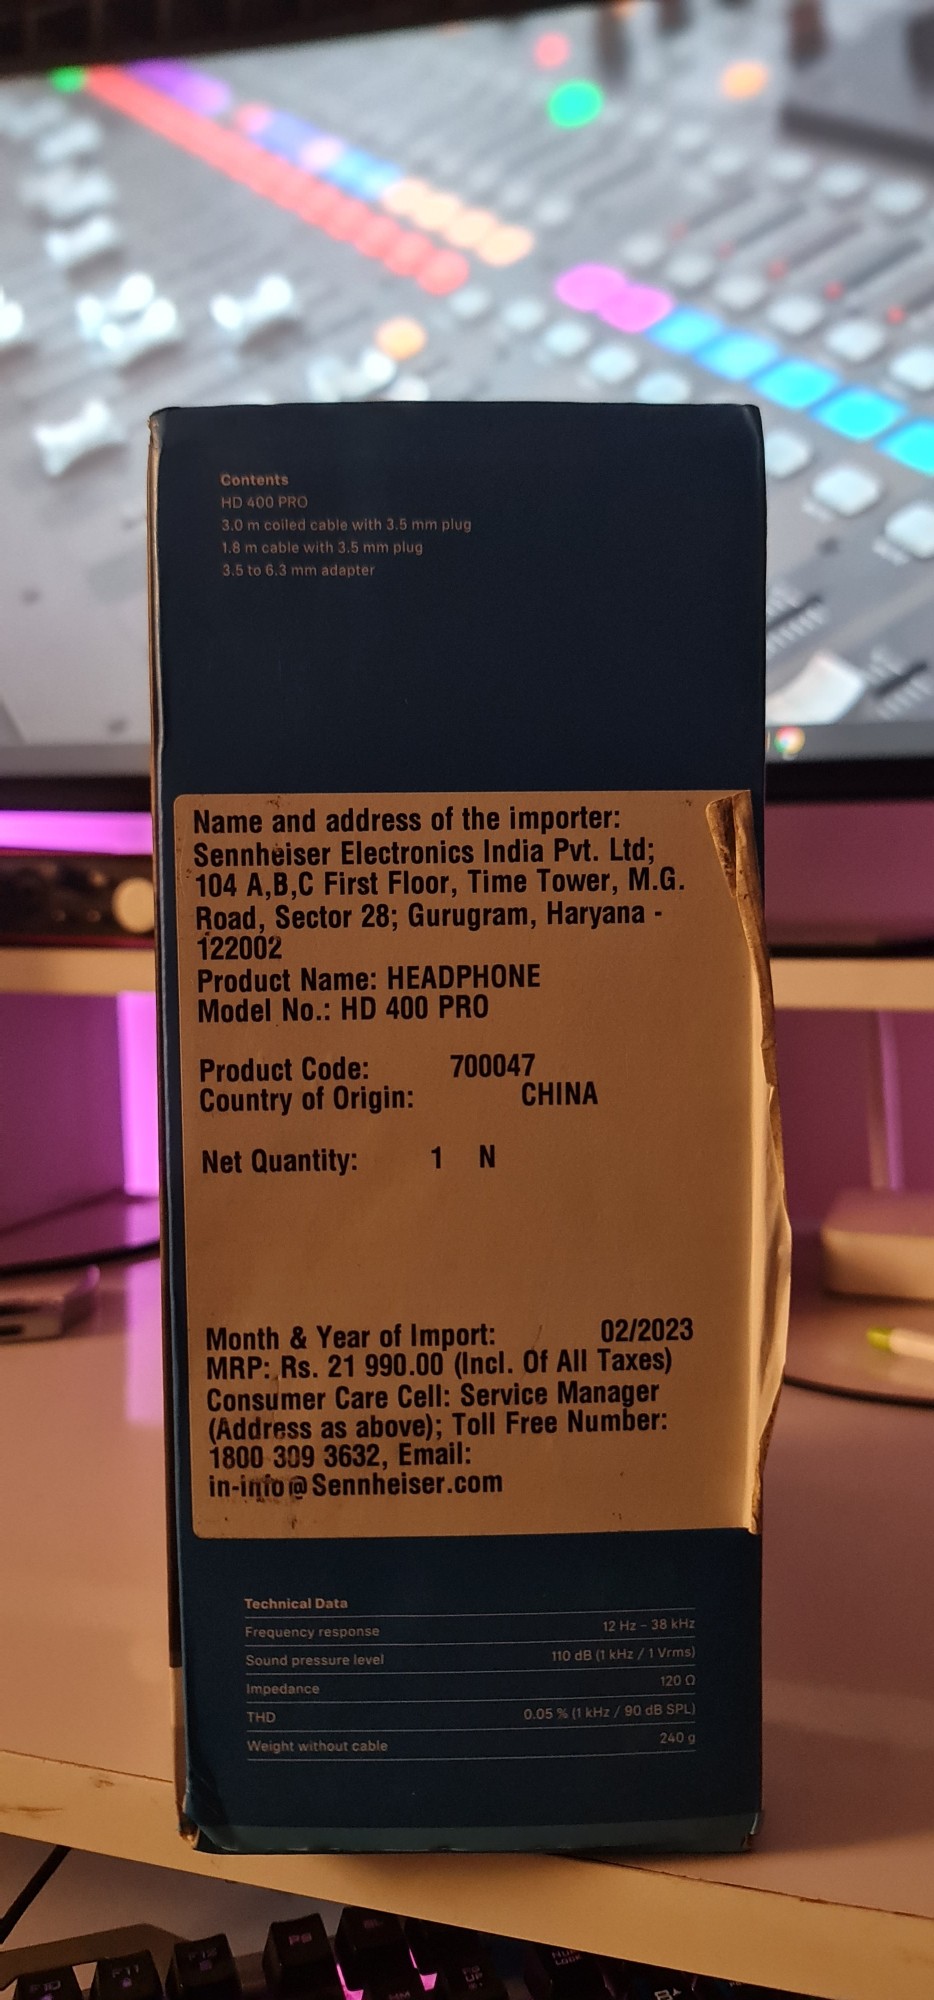 Contents
HD 400 PRO
3.0 m coiled cable with 3.5 mm plug
1.8 m cable with 3.5 mm plug
3.5 to 6.3 mm adapter
Name and address of the importer:
Sennheiser Electronics India Pvt. Ltd;
104 A,B,C First Floor, Time Tower, M.G.
Road, Sector 28; Gurugram, Haryana -
122002
Product Name: HEADPHONE
Model No.: HD 400 PRO
Product Code: 700047
Country of Origin: CHINA
Net Quantity: 1 N
Month & Year of Import: 02/2023
MRP: Rs. 21 990.00 (Incl. Of All Taxes)
Consumer Care Cell: Service Manager
(Address as above); Toll Free Number:
1800 309 3632, Email:
in-info@Sennheiser.com
Technical Data
Frequency response 12 Hz – 38 kHz
Sound pressure level 110 dB (1 kHz / 1 Vrms)
Impedance 120 Ω
THD 0.05 % (1 kHz / 90 dB SPL)
Weight without cable 240 g
F10 F11 F12 P9